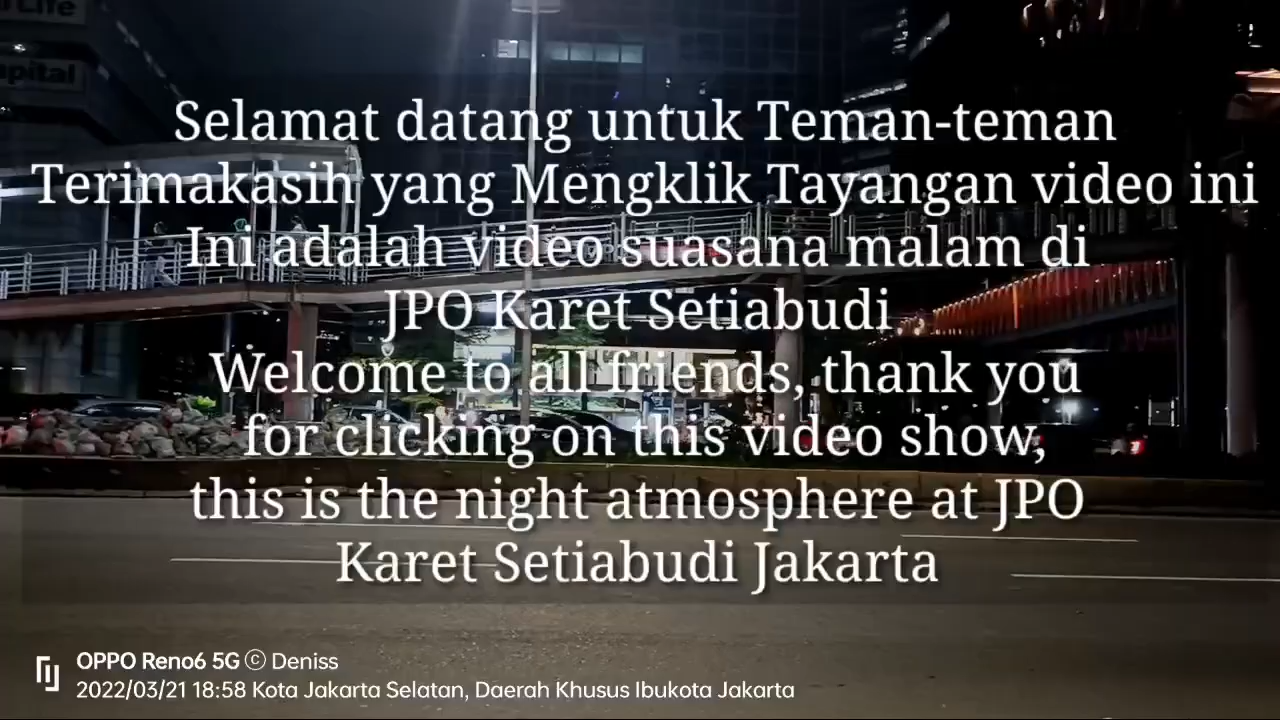 Life
apital
Selamat datang untuk Teman-teman
Terimakasih yang Mengklik Tayangan video ini
Ini adalah video suasana malam di
JPO Karet Setiabudi
Welcome to all friends, thank you
for clicking on this video show,
this is the night atmosphere at JPO
Karet Setiabudi Jakarta
OPPO Reno6 5G © Deniss
2022/03/21 18:58 Kota Jakarta Selatan, Daerah Khusus Ibukota Jakarta